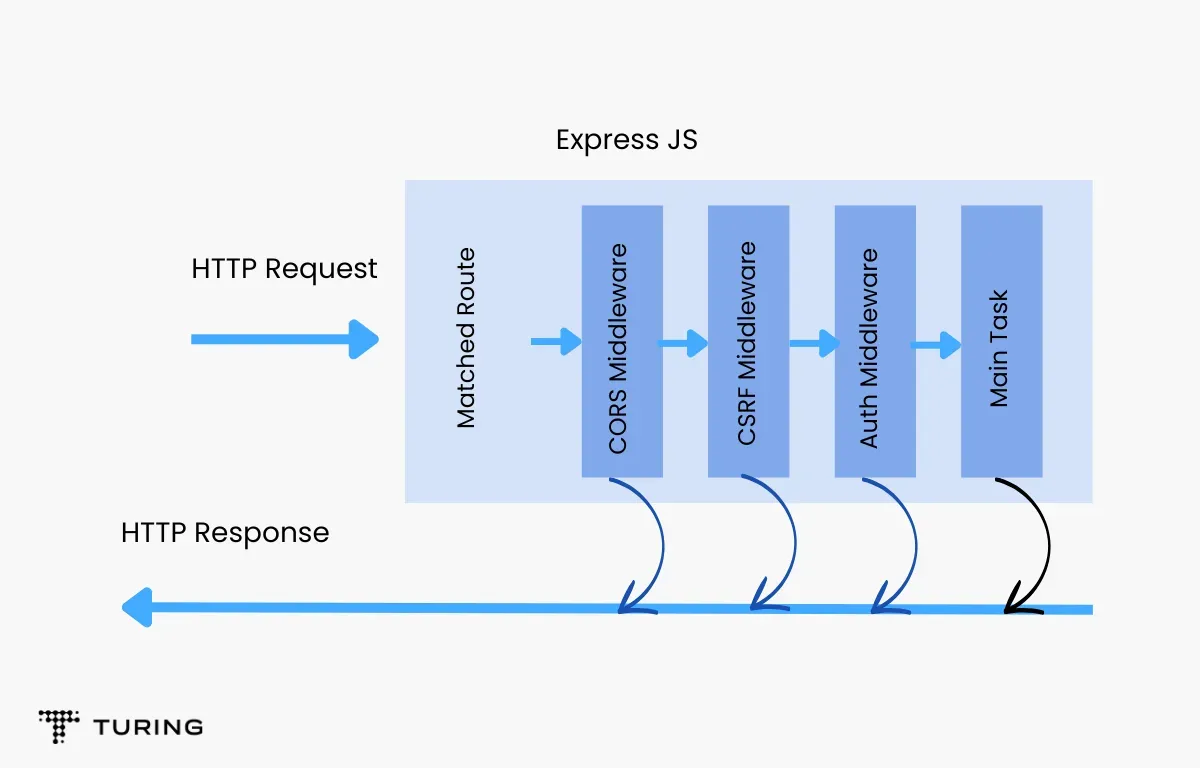 Express JS
HTTP Request
Matched Route
CORS Middleware
CSRF Middleware
Auth Middleware
Main Task
HTTP Response
TURING